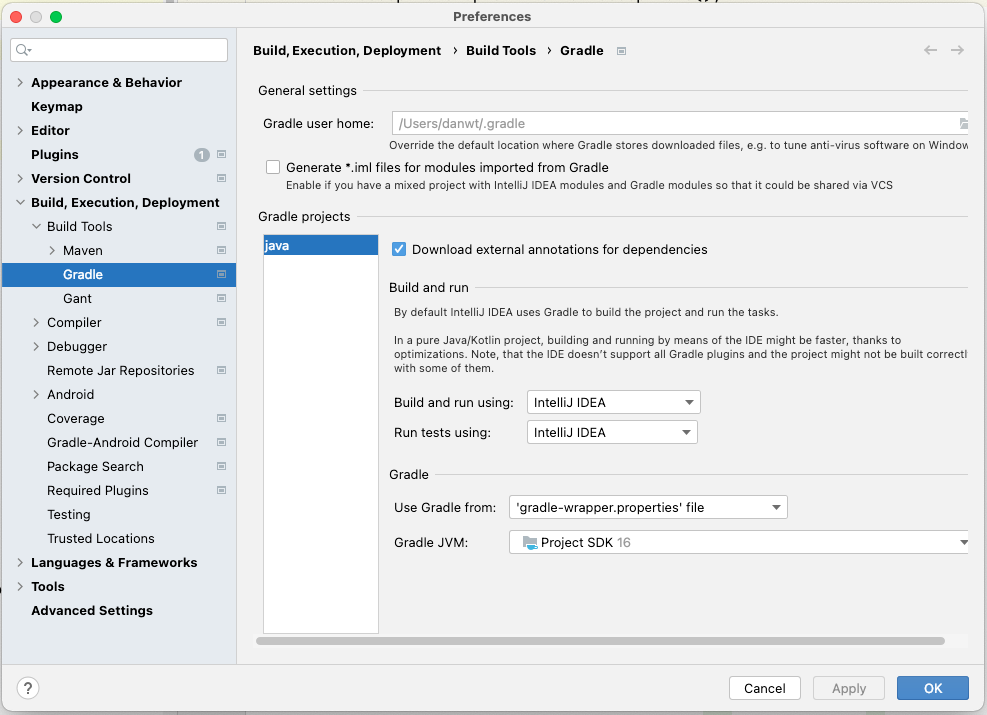 Preferences
Appearance & Behavior
Keymap
Editor
Plugins 1
Version Control
Build, Execution, Deployment
Build Tools
Maven
Gradle
Gant
Compiler
Debugger
Remote Jar Repositories
Android
Coverage
Gradle-Android Compiler
Package Search
Required Plugins
Testing
Trusted Locations
Languages & Frameworks
Tools
Advanced Settings
Build, Execution, Deployment › Build Tools › Gradle
General settings
Gradle user home: /Users/danwt/.gradle
Override the default location where Gradle stores downloaded files, e.g. to tune anti-virus software on Window
Generate *.iml files for modules imported from Gradle
Enable if you have a mixed project with IntelliJ IDEA modules and Gradle modules so that it could be shared via VCS
Gradle projects
java
Download external annotations for dependencies
Build and run
By default IntelliJ IDEA uses Gradle to build the project and run the tasks.
In a pure Java/Kotlin project, building and running by means of the IDE might be faster, thanks to
optimizations. Note, that the IDE doesn't support all Gradle plugins and the project might not be built correctl
with some of them.
Build and run using: IntelliJ IDEA
Run tests using: IntelliJ IDEA
Gradle
Use Gradle from: 'gradle-wrapper.properties' file
Gradle JVM: Project SDK 16
?
Cancel
Apply
OK